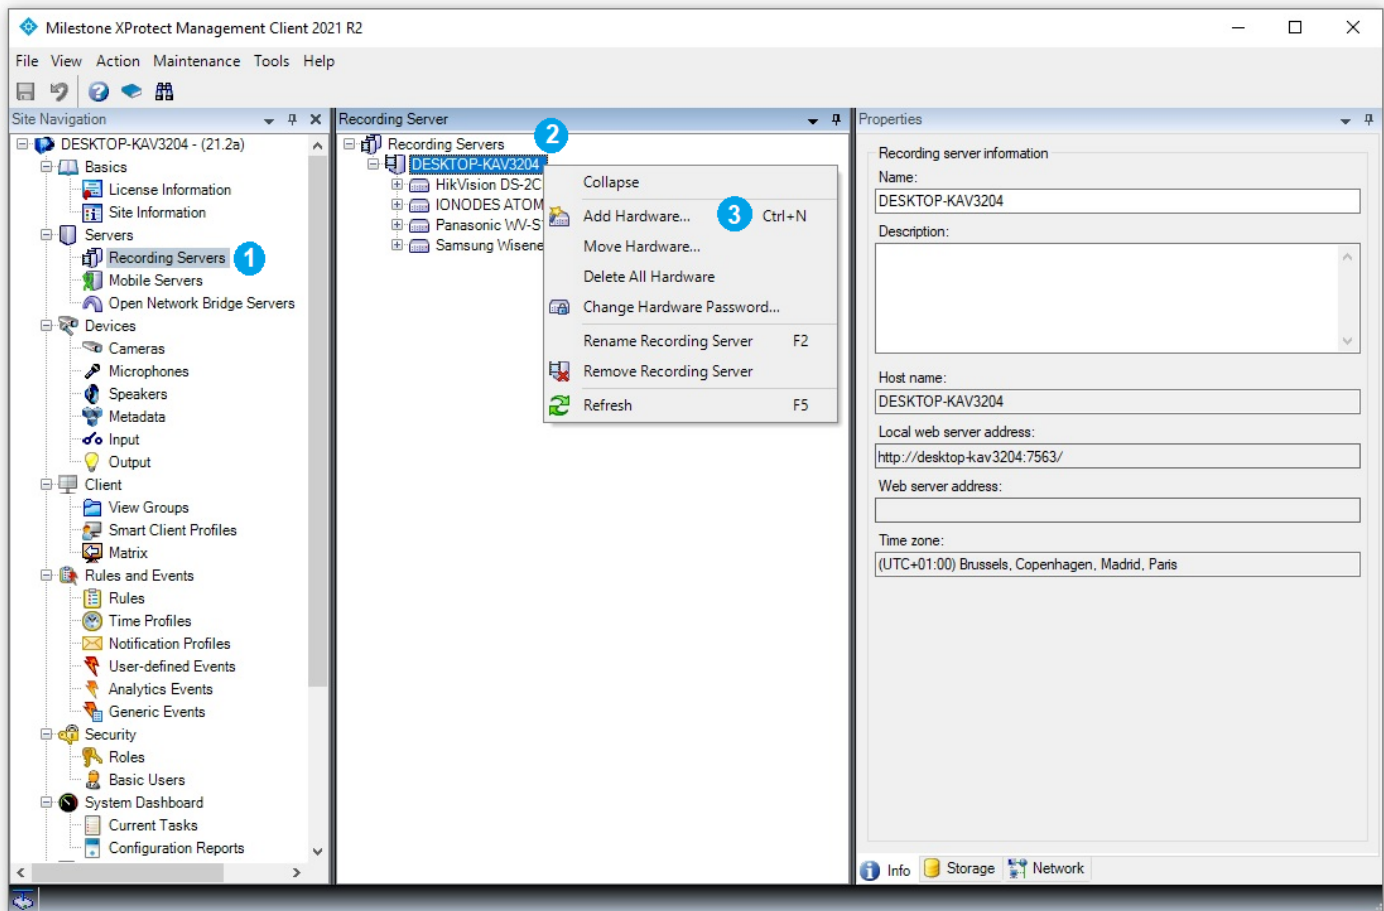 Milestone XProtect Management Client 2021 R2
File View Action Maintenance Tools Help
Site Navigation
DESKTOP-KAV3204 - (21.2a)
Basics
License Information
Site Information
Servers
Recording Servers
1
Mobile Servers
Open Network Bridge Servers
Devices
Cameras
Microphones
Speakers
Metadata
Input
Output
Client
View Groups
Smart Client Profiles
Matrix
Rules and Events
Rules
Time Profiles
Notification Profiles
User-defined Events
Analytics Events
Generic Events
Security
Roles
Basic Users
System Dashboard
Current Tasks
Configuration Reports
Recording Server
2
Recording Servers
DESKTOP-KAV3204
HikVision DS-2C
IONODES ATOM
Panasonic WV-S
Samsung Wisene
Collapse
Add Hardware... 3 Ctrl+N
Move Hardware...
Delete All Hardware
Change Hardware Password...
Rename Recording Server F2
Remove Recording Server
Refresh F5
Properties
Recording server information
Name:
DESKTOP-KAV3204
Description:
Host name:
DESKTOP-KAV3204
Local web server address:
http://desktop-kav3204:7563/
Web server address:
Time zone:
(UTC+01:00) Brussels, Copenhagen, Madrid, Paris
Info Storage Network